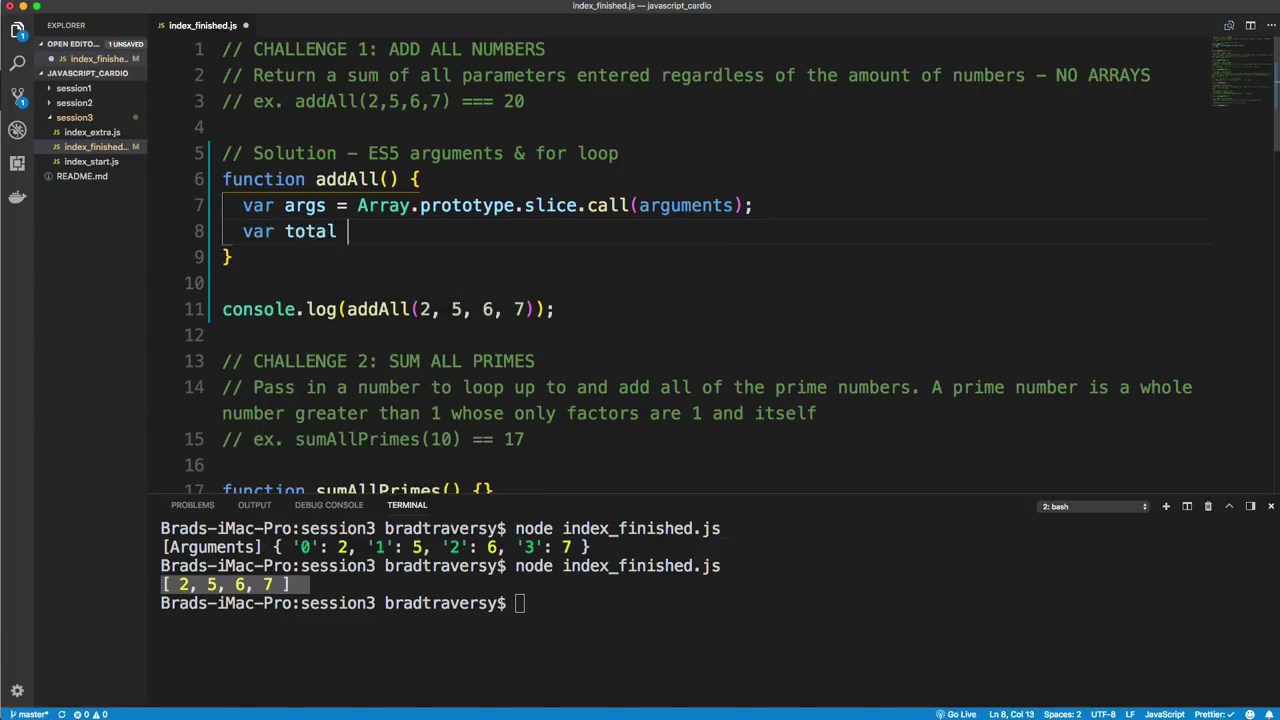 index_finished.js — javascript_cardio
EXPLORER
index_finished.js
OPEN EDITO... 1 UNSAVED
index_finishe.. M
JAVASCRIPT_CARDIO
session1
session2
session3
JS index_extra.js
JS index_finished... M
JS index_start.js
README.md
1 // CHALLENGE 1: ADD ALL NUMBERS
2 // Return a sum of all parameters entered regardless of the amount of numbers - NO ARRAYS
3 // ex. addAll(2,5,6,7) === 20
4
5 // Solution - ES5 arguments & for loop
6 function addAll() {
7 var args = Array.prototype.slice.call(arguments);
8 var total
9 }
10
11 console.log(addAll(2, 5, 6, 7));
12
13 // CHALLENGE 2: SUM ALL PRIMES
14 // Pass in a number to loop up to and add all of the prime numbers. A prime number is a whole
number greater than 1 whose only factors are 1 and itself
15 // ex. sumAllPrimes(10) == 17
16
17 function sumAllPrimes() {}
PROBLEMS OUTPUT DEBUG CONSOLE TERMINAL 2: bash
Brads-iMac-Pro:session3 bradtraversy$ node index_finished.js
[Arguments] { '0': 2, '1': 5, '2': 6, '3': 7 }
Brads-iMac-Pro:session3 bradtraversy$ node index_finished.js
[ 2, 5, 6, 7 ]
Brads-iMac-Pro:session3 bradtraversy$
master* 0 0 Go Live Ln 8, Col 13 Spaces: 2 UTF-8 LF JavaScript Prettier: ✓